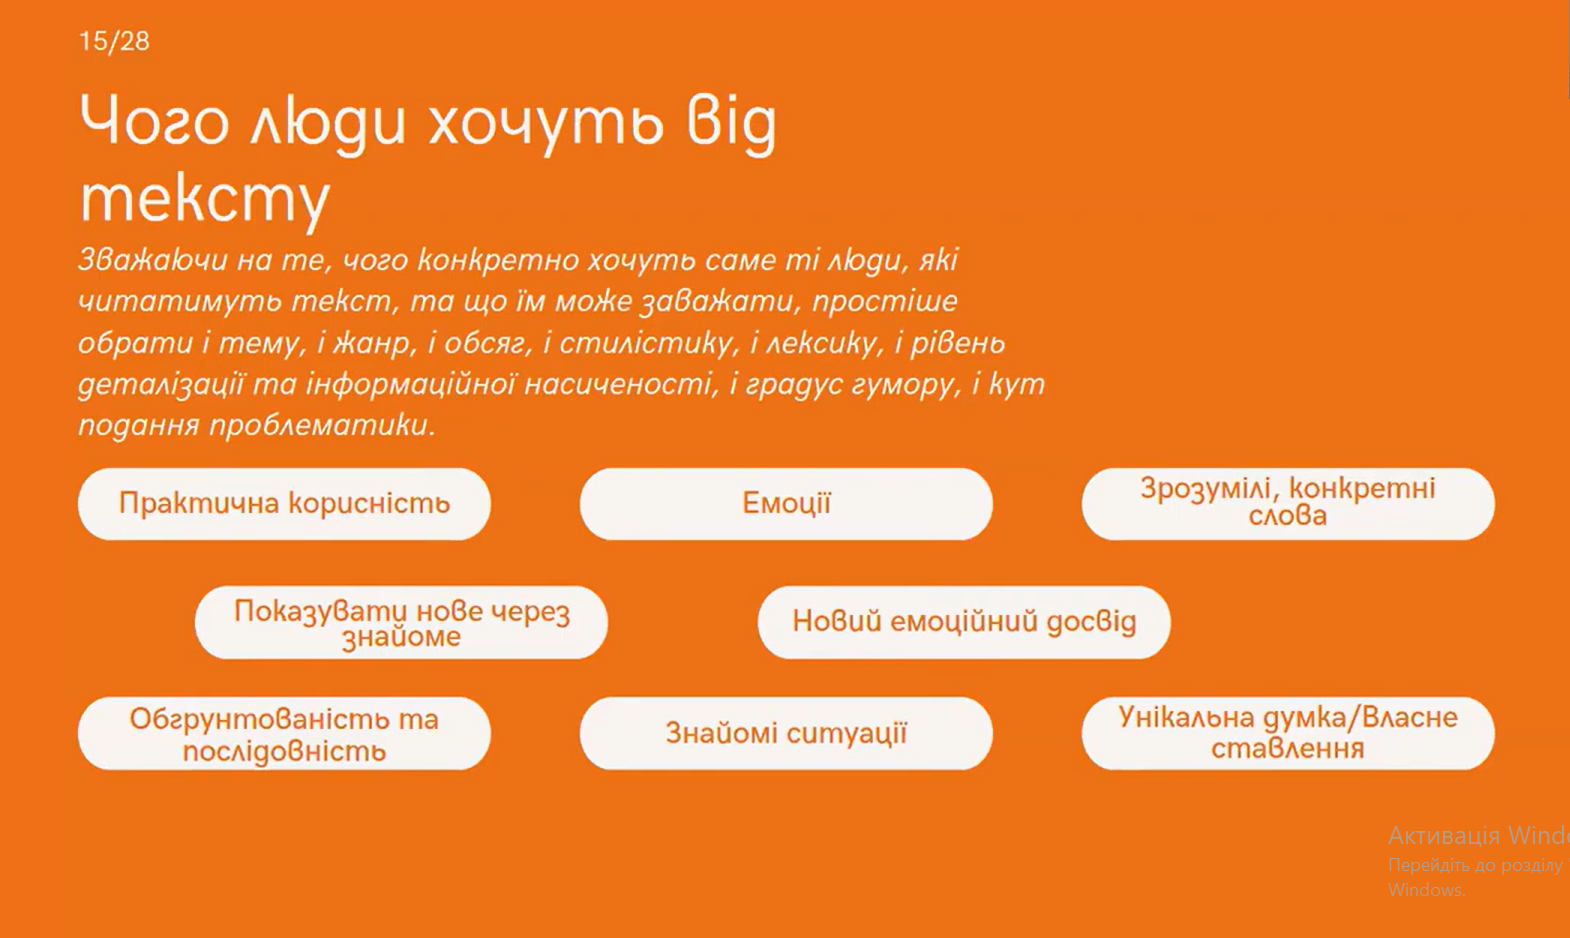 15/28
Чого люди хочуть від
тексту
Зважаючи на те, чого конкретно хочуть саме ті люди, які
читатимуть текст, та що їм може заважати, простіше
обрати і тему, і жанр, і обсяг, і стилістику, і лексику, і рівень
деталізації та інформаційної насиченості, і градус гумору, і кут
подання проблематики.
Практична корисність
Емоції
Зрозумілі, конкретні
слова
Показувати нове через
знайоме
Новий емоційний досвід
Обгрунтованість та
послідовність
Знайомі ситуації
Унікальна думка/Власне
ставлення
Активація Windo
Перейдіть до розділу
Windows.